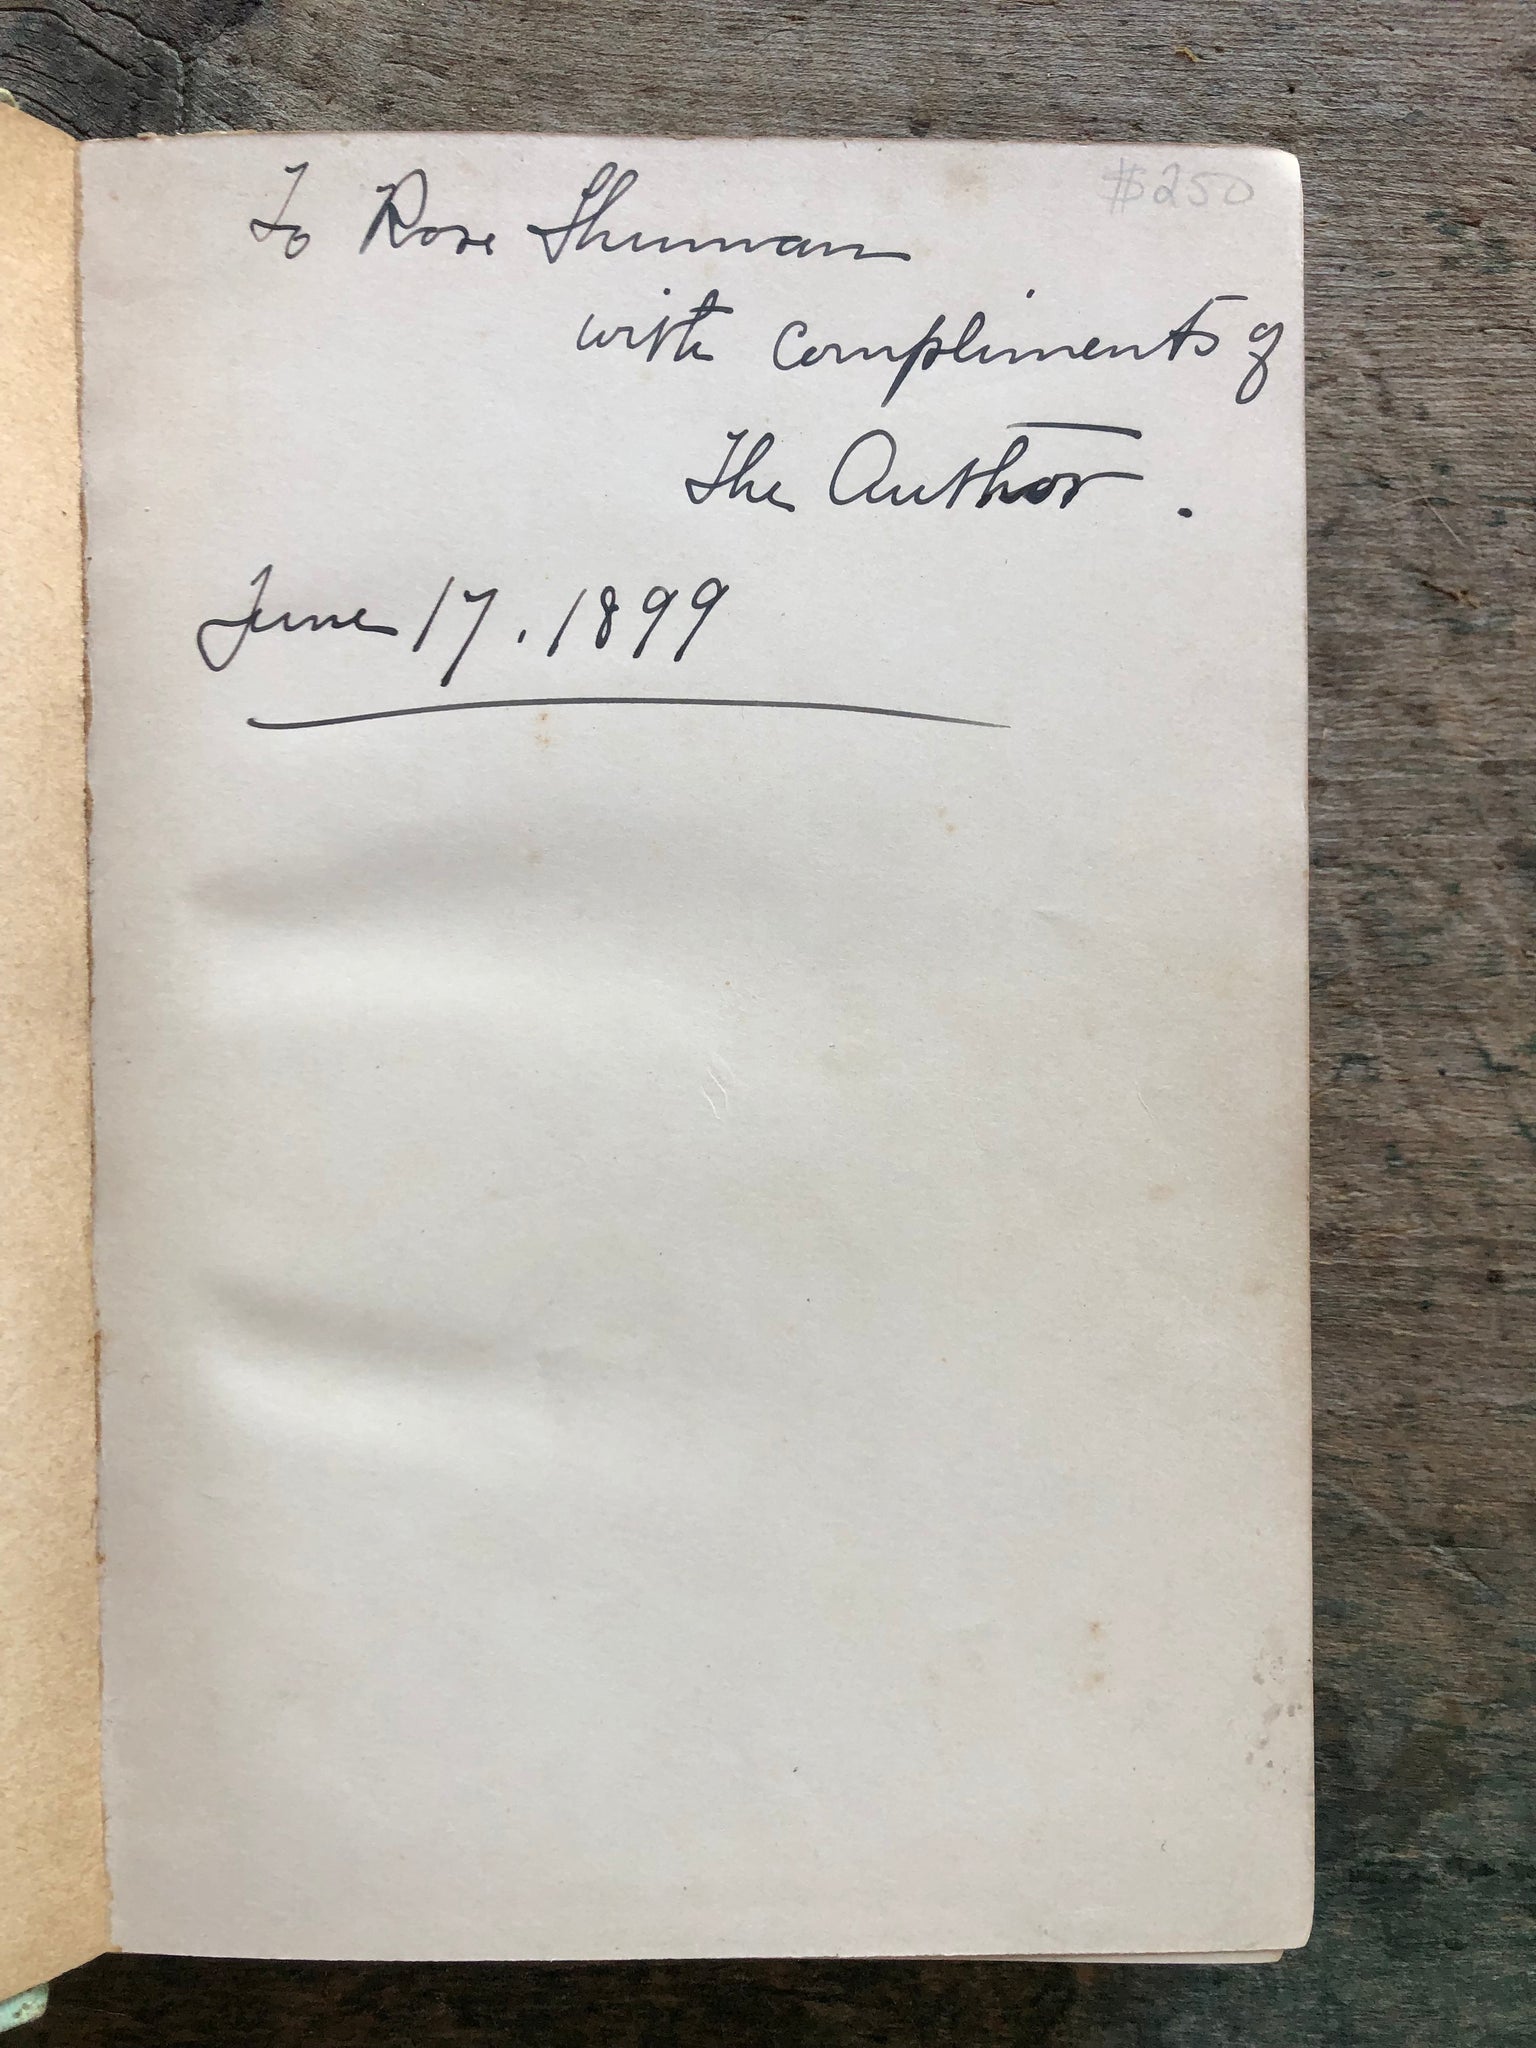 $250
To Rose Shuman
with compliments of
The Author.
June 17. 1899